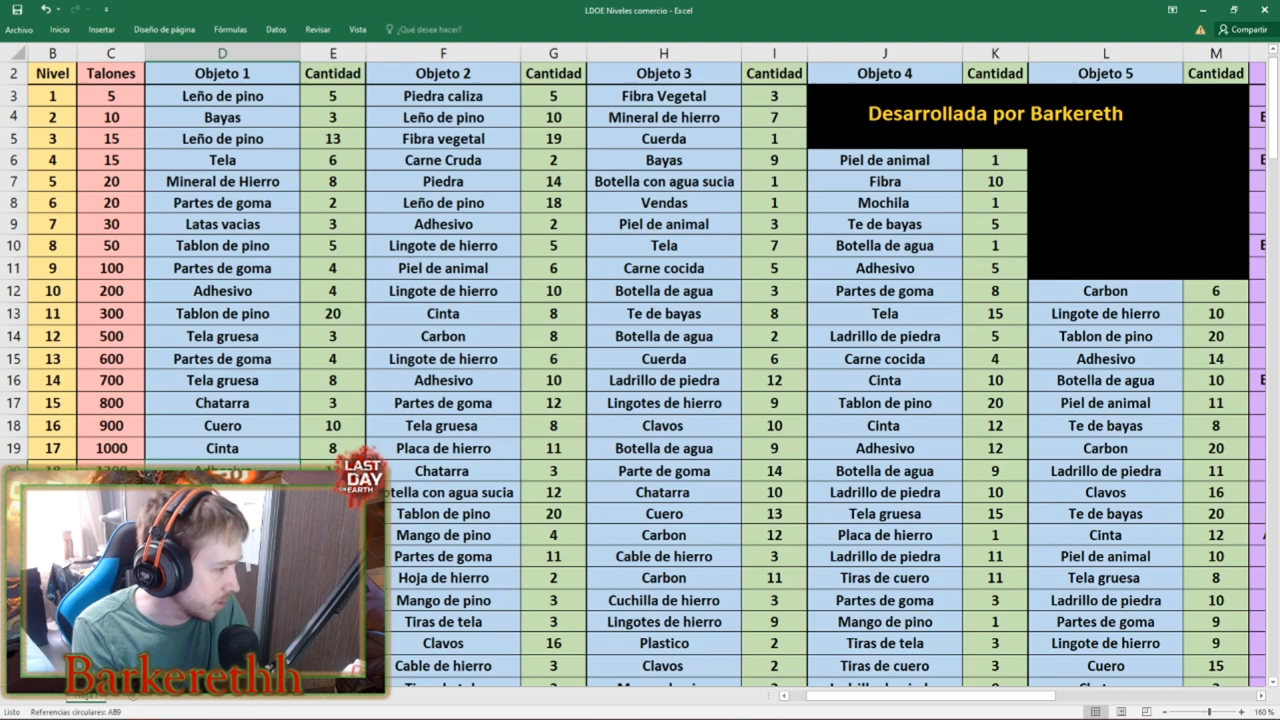 LDOE Niveles comercio - Excel
Archivo Inicio Insertar Diseño de página Fórmulas Datos Revisar Vista ¿Qué desea hacer? Compartir
B C D E F G H I J K L M
2 Nivel Talones Objeto 1 Cantidad Objeto 2 Cantidad Objeto 3 Cantidad Objeto 4 Cantidad Objeto 5 Cantidad
3 1 5 Leño de pino 5 Piedra caliza 5 Fibra Vegetal 3
Desarrollada por Barkereth
4 2 10 Bayas 3 Leño de pino 10 Mineral de hierro 7
5 3 15 Leño de pino 13 Fibra vegetal 19 Cuerda 1
6 4 15 Tela 6 Carne Cruda 2 Bayas 9 Piel de animal 1
7 5 20 Mineral de Hierro 8 Piedra 14 Botella con agua sucia 1 Fibra 10
8 6 20 Partes de goma 2 Leño de pino 18 Vendas 1 Mochila 1
9 7 30 Latas vacias 3 Adhesivo 2 Piel de animal 3 Te de bayas 5
10 8 50 Tablon de pino 5 Lingote de hierro 5 Tela 7 Botella de agua 1
11 9 100 Partes de goma 4 Piel de animal 6 Carne cocida 5 Adhesivo 5
12 10 200 Adhesivo 4 Lingote de hierro 10 Botella de agua 3 Partes de goma 8 Carbon 6
13 11 300 Tablon de pino 20 Cinta 8 Te de bayas 8 Tela 15 Lingote de hierro 10
14 12 500 Tela gruesa 3 Carbon 8 Botella de agua 2 Ladrillo de piedra 5 Tablon de pino 20
15 13 600 Partes de goma 4 Lingote de hierro 6 Cuerda 6 Carne cocida 4 Adhesivo 14
16 14 700 Tela gruesa 8 Adhesivo 10 Ladrillo de piedra 12 Cinta 10 Botella de agua 10
17 15 800 Chatarra 3 Partes de goma 12 Lingotes de hierro 9 Tablon de pino 20 Piel de animal 11
18 16 900 Cuero 10 Tela gruesa 8 Clavos 10 Cinta 12 Te de bayas 8
19 17 1000 Cinta 8 Placa de hierro 11 Botella de agua 9 Adhesivo 12 Carbon 20
Chatarra 3 Parte de goma 14 Botella de agua 9 Ladrillo de piedra 11
con agua sucia 12 Chatarra 10 Ladrillo de piedra 10 Clavos 16
Tablon de pino 20 Cuero 13 Tela gruesa 15 Te de bayas 20
Mango de pino 4 Carbon 12 Placa de hierro 1 Cinta 12
Partes de goma 11 Cable de hierro 3 Ladrillo de piedra 11 Piel de animal 10
Hoja de hierro 2 Carbon 11 Tiras de cuero 11 Tela gruesa 8
Mango de pino 3 Cuchilla de hierro 3 Partes de goma 3 Ladrillo de piedra 10
Tiras de tela 3 Lingotes de hierro 9 Mango de pino 1 Partes de goma 9
Clavos 16 Plastico 2 Tiras de tela 3 Lingote de hierro 9
Cable de hierro 3 Clavos 2 Tiras de cuero 3 Cuero 15
LAST DAY
ON EARTH
Barkerethh
Listo Referencias circulares: AB9 160 %